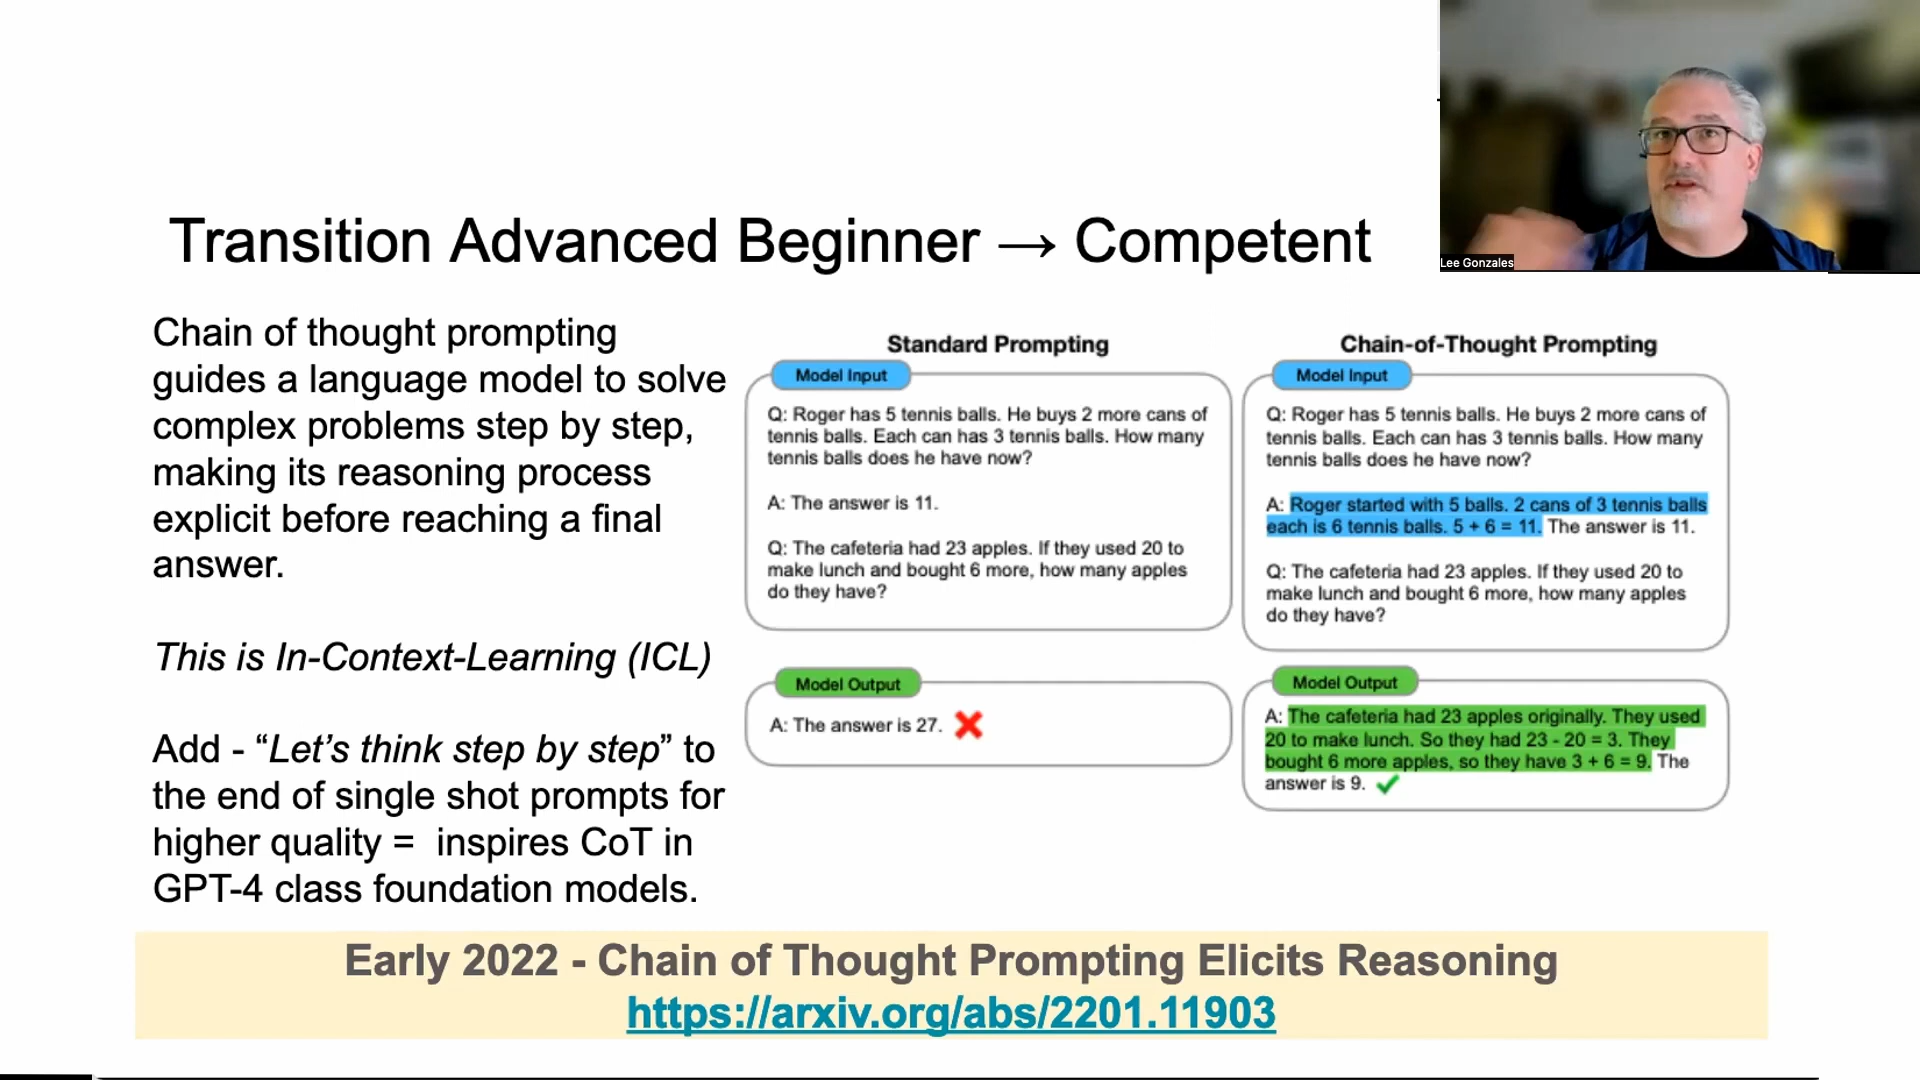 Lee Gonzales
Transition Advanced Beginner → Competent
Chain of thought prompting
guides a language model to solve
complex problems step by step,
making its reasoning process
explicit before reaching a final
answer.
This is In-Context-Learning (ICL)
Add - “Let’s think step by step” to
the end of single shot prompts for
higher quality =  inspires CoT in
GPT-4 class foundation models.
Standard Prompting
Model Input
Q: Roger has 5 tennis balls. He buys 2 more cans of
tennis balls. Each can has 3 tennis balls. How many
tennis balls does he have now?
A: The answer is 11.
Q: The cafeteria had 23 apples. If they used 20 to
make lunch and bought 6 more, how many apples
do they have?
Model Output
A: The answer is 27.
Chain-of-Thought Prompting
Model Input
Q: Roger has 5 tennis balls. He buys 2 more cans of
tennis balls. Each can has 3 tennis balls. How many
tennis balls does he have now?
A: Roger started with 5 balls. 2 cans of 3 tennis balls
each is 6 tennis balls. 5 + 6 = 11. The answer is 11.
Q: The cafeteria had 23 apples. If they used 20 to
make lunch and bought 6 more, how many apples
do they have?
Model Output
A: The cafeteria had 23 apples originally. They used
20 to make lunch. So they had 23 - 20 = 3. They
bought 6 more apples, so they have 3 + 6 = 9. The
answer is 9.
Early 2022 - Chain of Thought Prompting Elicits Reasoning
https://arxiv.org/abs/2201.11903